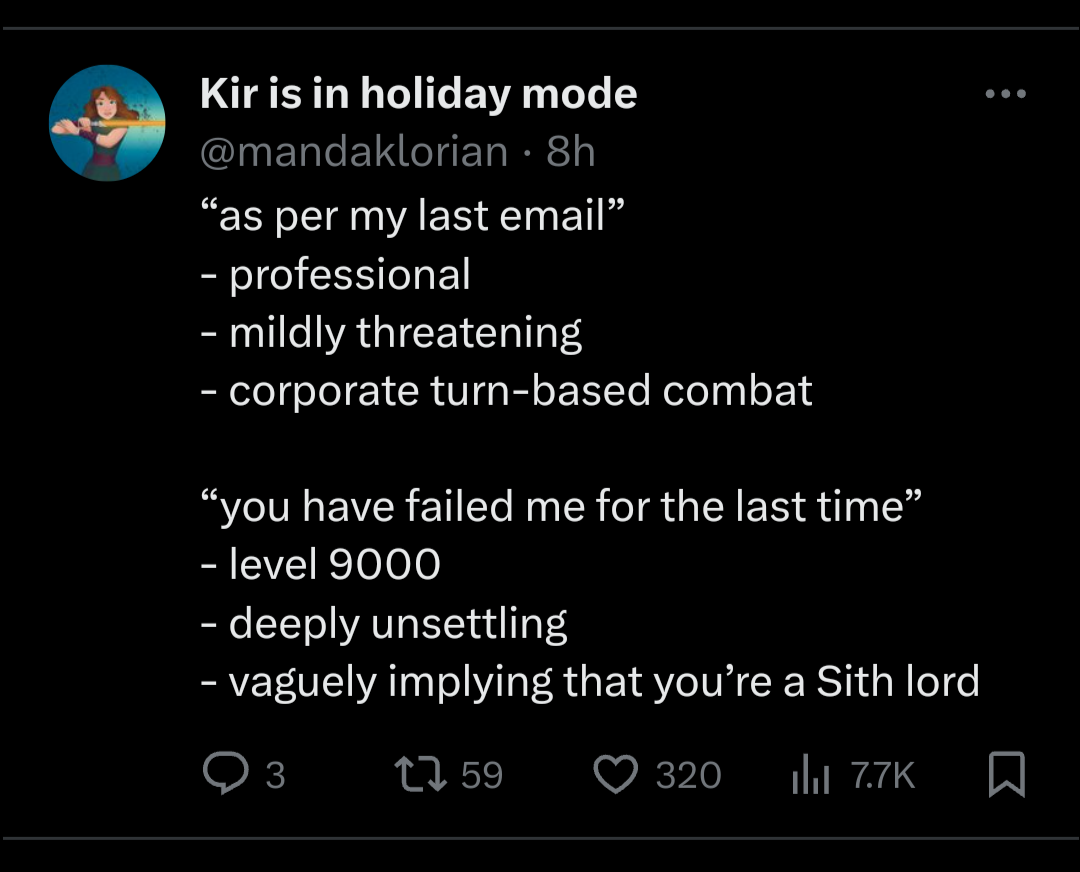 Kir is in holiday mode
@mandaklorian · 8h
“as per my last email”
- professional
- mildly threatening
- corporate turn-based combat
“you have failed me for the last time”
- level 9000
- deeply unsettling
- vaguely implying that you’re a Sith lord
3 59 320 7.7K